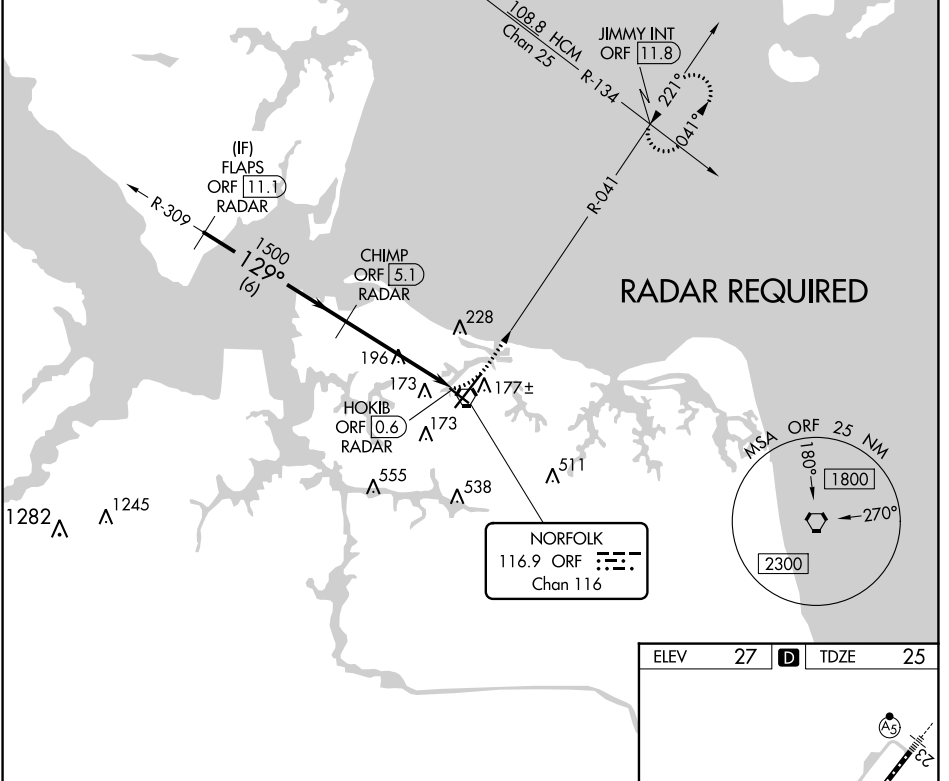 108.8 HCM
Chan 25
R-134
JIMMY INT
ORF 11.8
221°
041°
(IF)
FLAPS
ORF 11.1
RADAR
R-309
R-041
1500
129°
(6)
CHIMP
ORF 5.1
RADAR
RADAR REQUIRED
228
196
173
177±
HOKIB
ORF 0.6
RADAR
173
555
538
511
1282
1245
MSA ORF 25 NM
180°
1800
270°
2300
NORFOLK
116.9 ORF
Chan 116
ELEV 27 D TDZE 25
A5
23